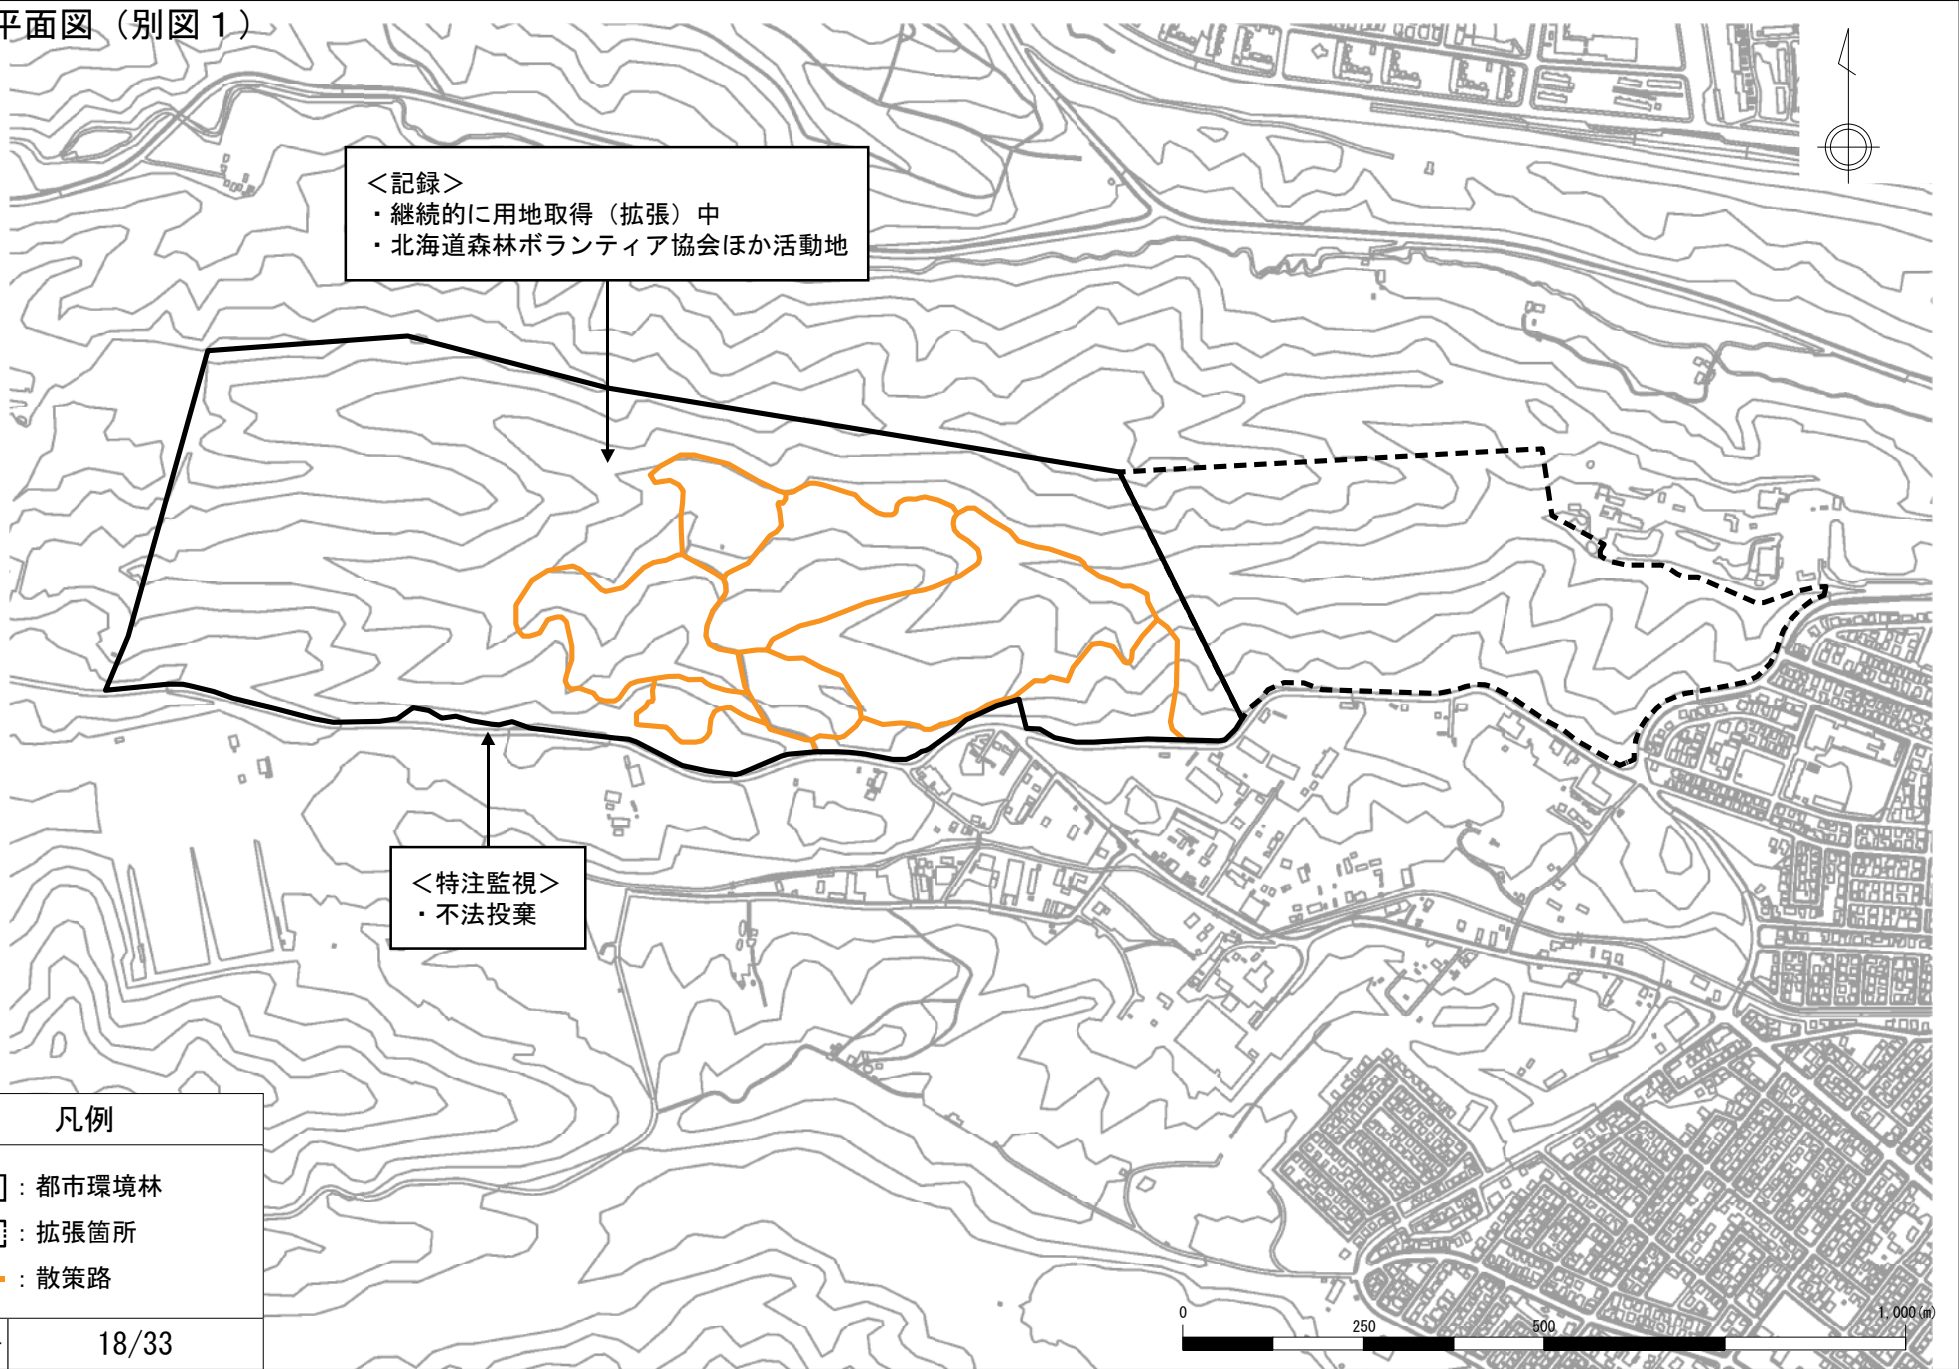 平面図（別図１）
＜記録＞
・継続的に用地取得（拡張）中
・北海道森林ボランティア協会ほか活動地
＜特注監視＞
・不法投棄
凡例
：都市環境林
：拡張箇所
：散策路
18/33
0 250 500 1,000(m)